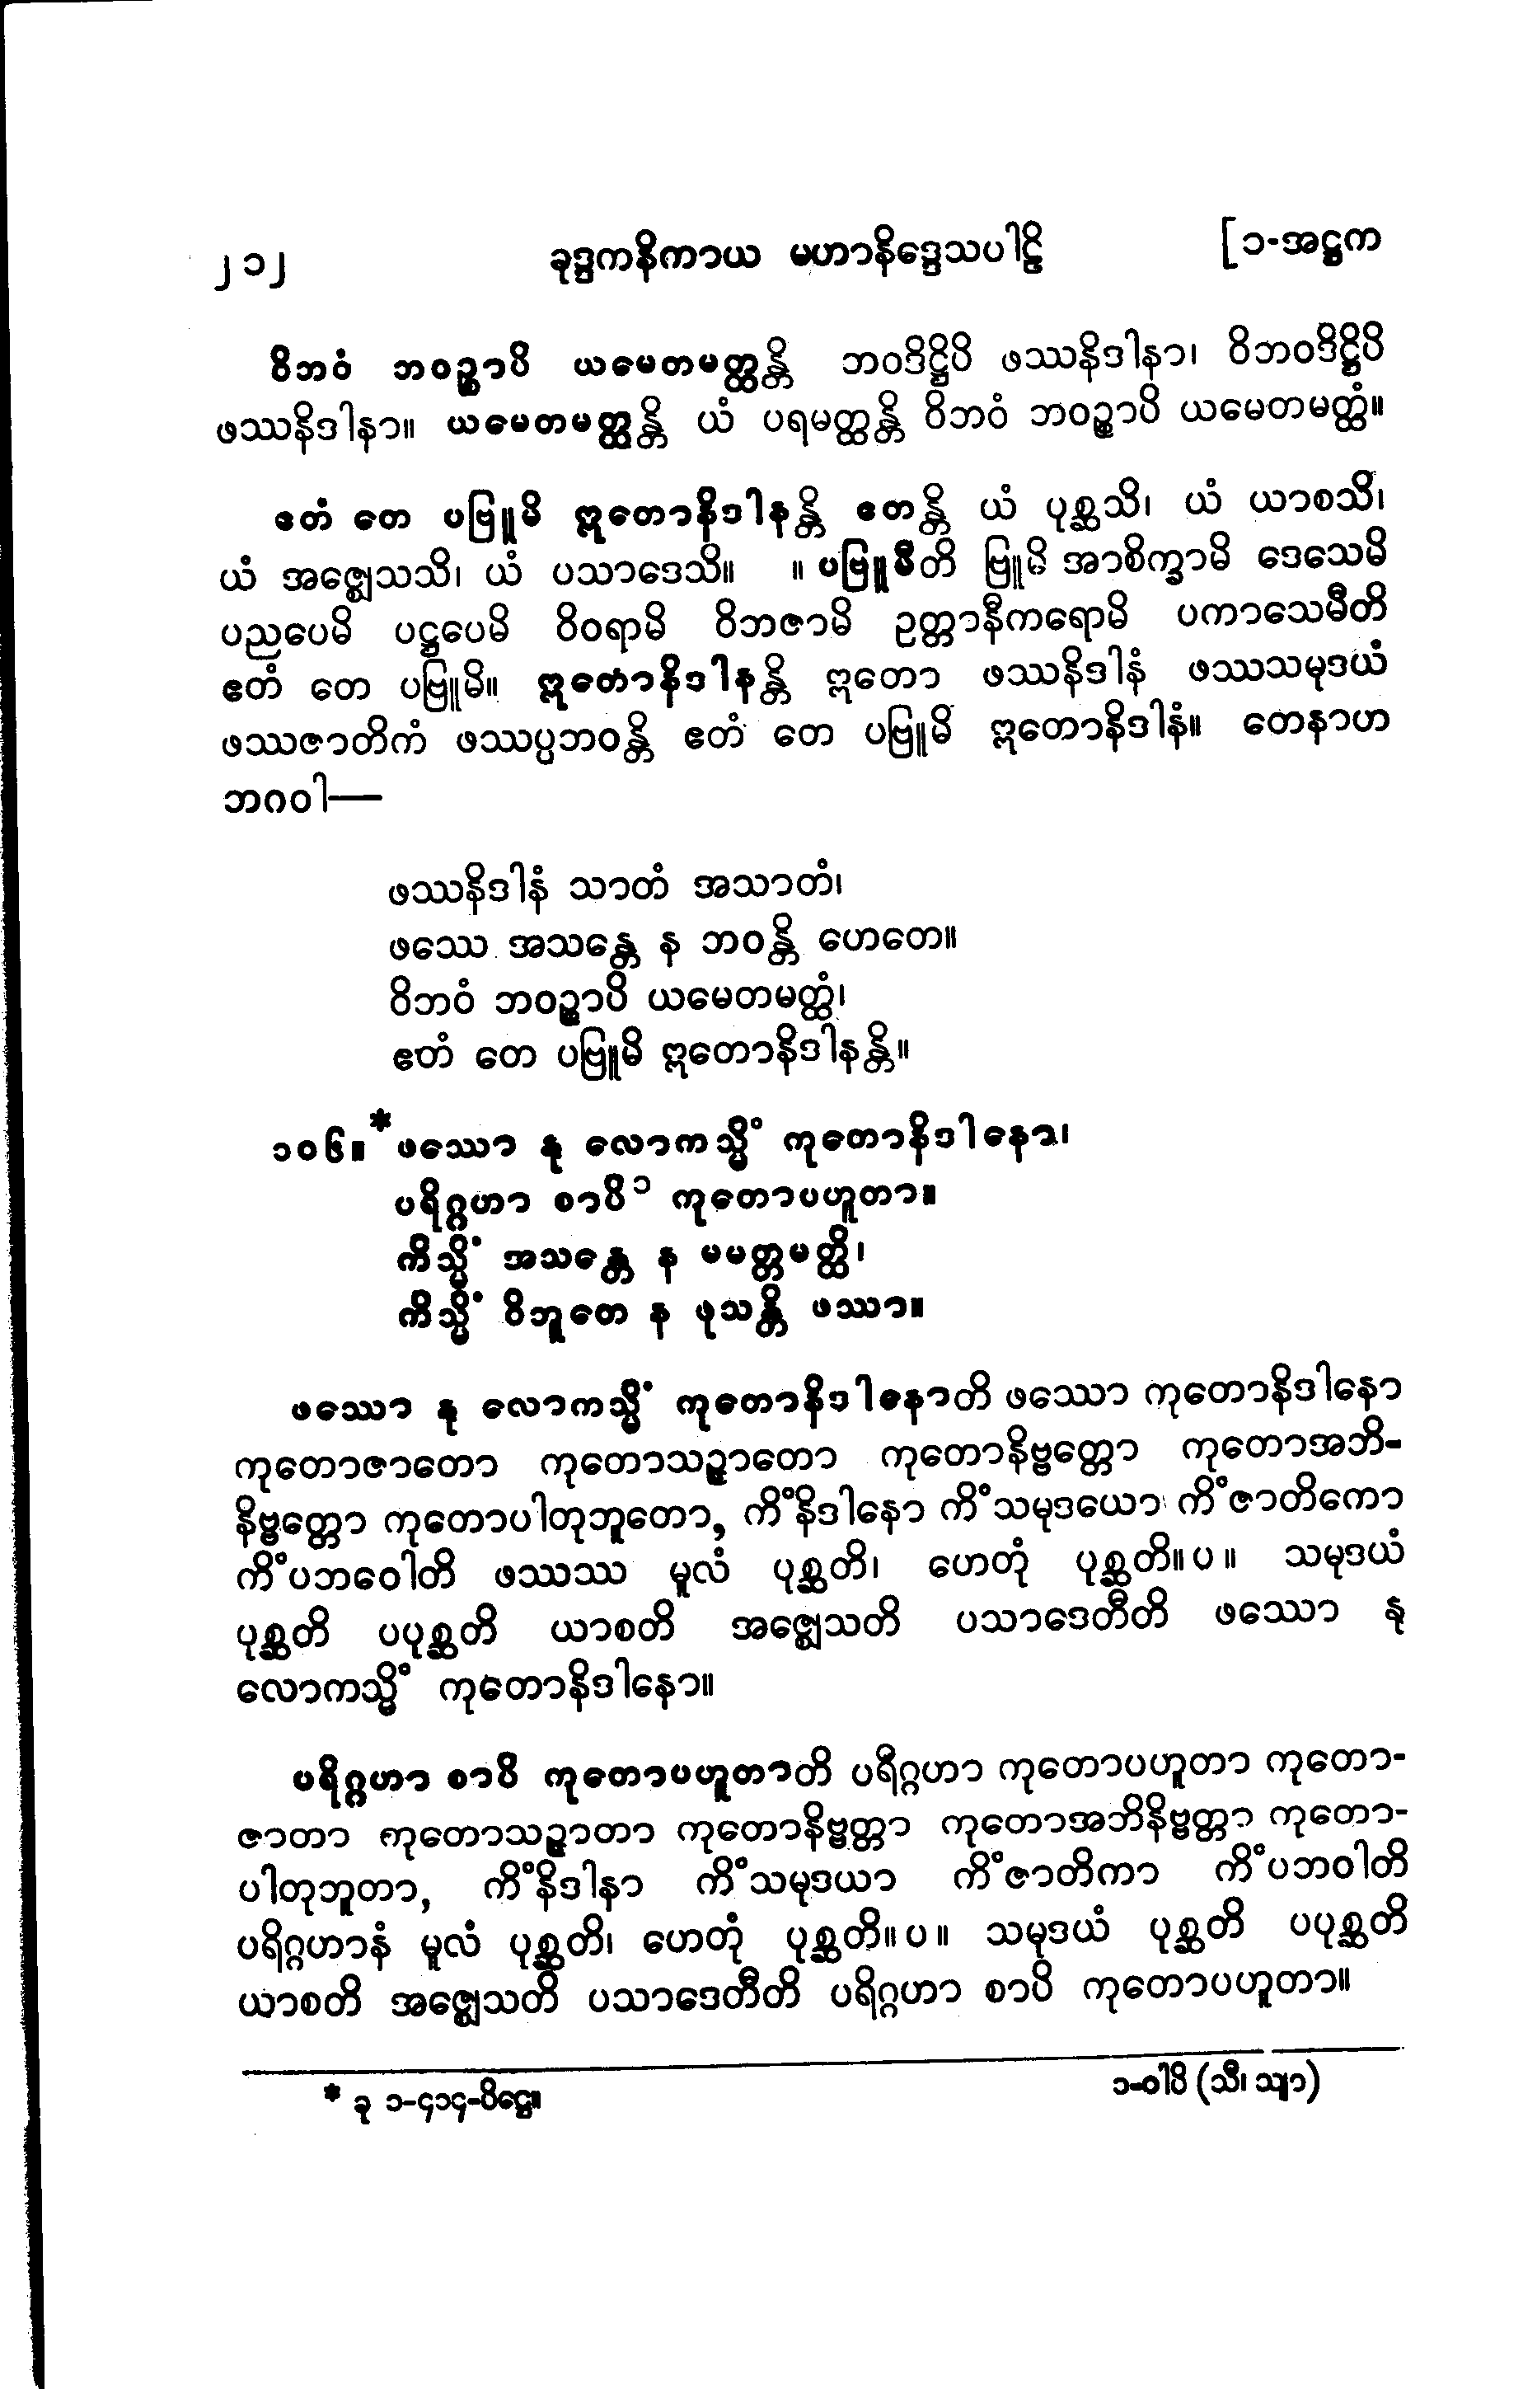 ၂၁၂ ခုဒ္ဒကနိကာယ မဟာနိဒ္ဒေသပါဠိ [၁-အဋ္ဌက
ဝိဘဝံ ဘဝဉ္စာပိ ယမေတမတ္ထန္တိ ဘဝဒိဋ္ဌိပိ ဖဿနိဒါနာ၊ ဝိဘဝဒိဋ္ဌိပိ
ဖဿနိဒါနာ။ ယမေတမတ္ထန္တိ ယံ ပရမတ္ထန္တိ ဝိဘဝံ ဘဝဉ္စာပိ ယမေတမတ္ထံ။
ဧတံ တေ ပဗြူမိ ဣတောနိဒါနန္တိ ဧတန္တိ ယံ ပုစ္ဆသိ၊ ယံ ယာစသိ၊
ယံ အဇ္ဈေသသိ၊ ယံ ပသာဒေသိ။ ။ ပဗြူမီတိ ဗြူမိ အာစိက္ခာမိ ဒေသေမိ
ပညပေမိ ပဋ္ဌပေမိ ဝိဝရာမိ ဝိဘဇာမိ ဥတ္တာနီကရောမိ ပကာသေမီတိ
ဧတံ တေ ပဗြူမိ။ ဣတောနိဒါနန္တိ ဣတော ဖဿနိဒါနံ ဖဿသမုဒယံ
ဖဿဇာတိကံ ဖဿပ္ပဘဝန္တိ ဧတံ တေ ပဗြူမိ ဣတောနိဒါနံ။ တေနာဟ
ဘဂဝါ—
ဖဿနိဒါနံ သာတံ အသာတံ၊
ဖဿေ အသန္တေ န ဘဝန္တိ ဟေတေ။
ဝိဘဝံ ဘဝဉ္စာပိ ယမေတမတ္ထံ၊
ဧတံ တေ ပဗြူမိ ဣတောနိဒါနန္တိ။
၁၀၆။ *ဖဿော နု လောကသ္မိံ ကုတောနိဒါနော၊
ပရိဂ္ဂဟာ စာပိ၁ ကုတောပဟူတာ။
ကိသ္မိံ အသန္တေ န မမတ္တမတ္ထိ၊
ကိသ္မိံ ဝိဘူတေ န ဖုသန္တိ ဖဿာ။
ဖဿော နု လောကသ္မိံ ကုတောနိဒါနောတိ ဖဿော ကုတောနိဒါနော
ကုတောဇာတော ကုတောသဉ္ဇာတော ကုတောနိဗ္ဗတ္တော ကုတောအဘိ-
နိဗ္ဗတ္တော ကုတောပါတုဘူတော, ကိံနိဒါနော ကိံသမုဒယော ကိံဇာတိကော
ကိံပဘဝေါတိ ဖဿဿ မူလံ ပုစ္ဆတိ၊ ဟေတုံ ပုစ္ဆတိ။ပ။ သမုဒယံ
ပုစ္ဆတိ ပပုစ္ဆတိ ယာစတိ အဇ္ဈေသတိ ပသာဒေတီတိ ဖဿော နု
လောကသ္မိံ ကုတောနိဒါနော။
ပရိဂ္ဂဟာ စာပိ ကုတောပဟူတာတိ ပရိဂ္ဂဟာ ကုတောပဟူတာ ကုတော-
ဇာတာ ကုတောသဉ္ဇာတာ ကုတောနိဗ္ဗတ္တာ ကုတောအဘိနိဗ္ဗတ္တာ ကုတော-
ပါတုဘူတာ, ကိံနိဒါနာ ကိံသမုဒယာ ကိံဇာတိကာ ကိံပဘဝါတိ
ပရိဂ္ဂဟာနံ မူလံ ပုစ္ဆတိ၊ ဟေတုံ ပုစ္ဆတိ။ပ။ သမုဒယံ ပုစ္ဆတိ ပပုစ္ဆတိ
ယာစတိ အဇ္ဈေသတိ ပသာဒေတီတိ ပရိဂ္ဂဟာ စာပိ ကုတောပဟူတာ။
* ခု ၁-၄၁၄-ပိဋ္ဌေ။ ၁-ဝါပိ (သီ၊ သျာ)